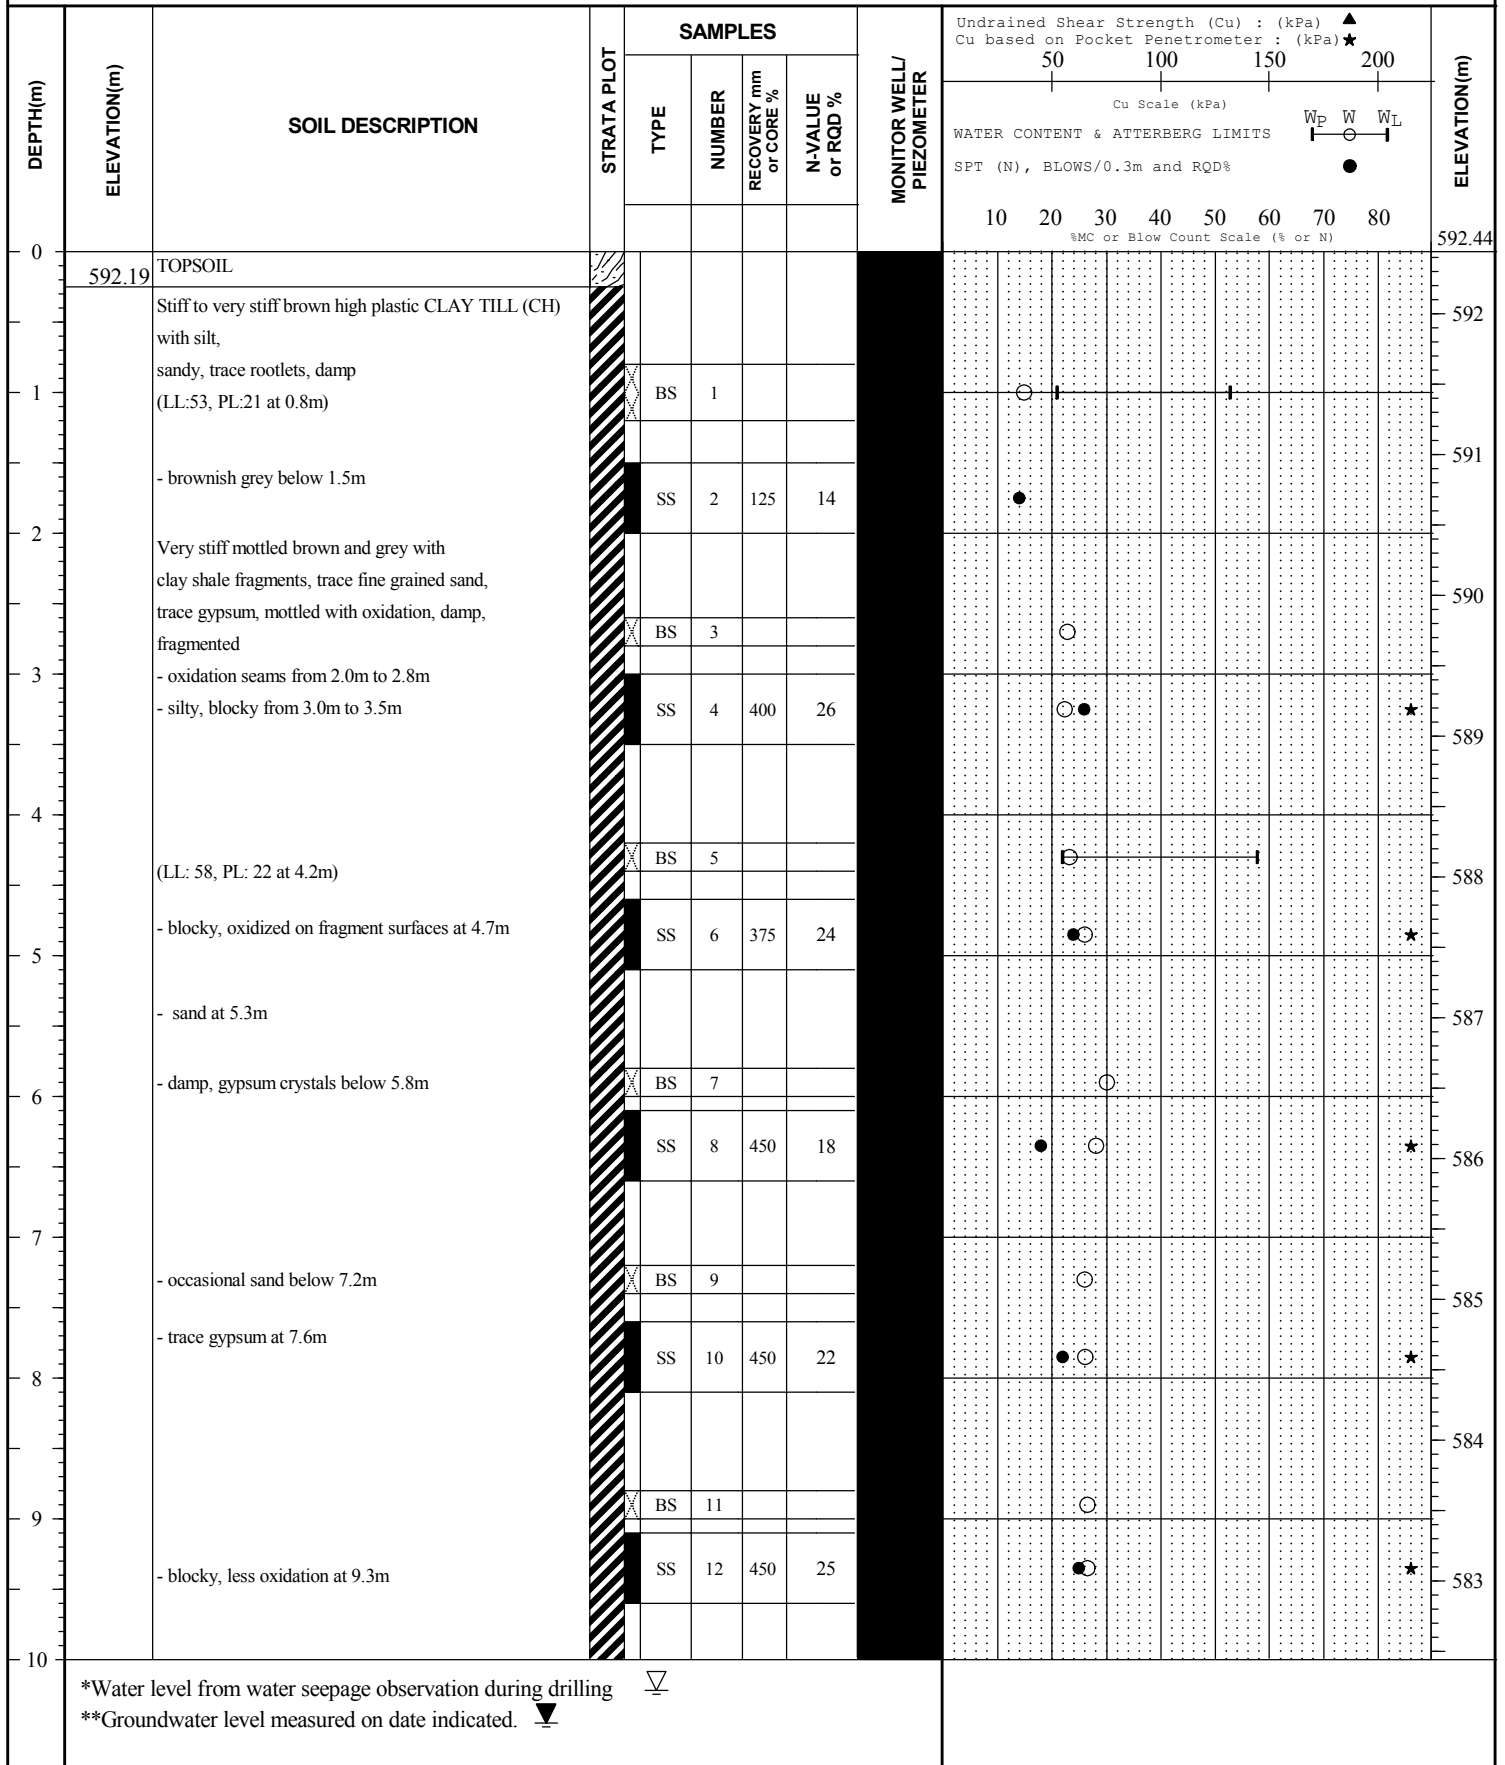 DEPTH(m)
ELEVATION(m)
SOIL DESCRIPTION
STRATA PLOT
SAMPLES
TYPE
NUMBER
RECOVERY mm
or CORE %
N-VALUE
or RQD %
MONITOR WELL/
PIEZOMETER
Undrained Shear Strength (Cu) : (kPa) ▲
Cu based on Pocket Penetrometer : (kPa) ★
50 100 150 200
Cu Scale (kPa)
WATER CONTENT & ATTERBERG LIMITS
WP W WL
SPT (N), BLOWS/0.3m and RQD% ●
10 20 30 40 50 60 70 80
%MC or Blow Count Scale (% or N)
ELEVATION(m)
592.44
0
592.19
TOPSOIL
Stiff to very stiff brown high plastic CLAY TILL (CH)
592
with silt,
sandy, trace rootlets, damp
1
(LL:53, PL:21 at 0.8m)
BS 1
591
- brownish grey below 1.5m
SS 2 125 14
2
Very stiff mottled brown and grey with
clay shale fragments, trace fine grained sand,
trace gypsum, mottled with oxidation, damp,
590
fragmented
BS 3
3
- oxidation seams from 2.0m to 2.8m
- silty, blocky from 3.0m to 3.5m
SS 4 400 26
589
4
BS 5
(LL: 58, PL: 22 at 4.2m)
588
- blocky, oxidized on fragment surfaces at 4.7m
SS 6 375 24
5
- sand at 5.3m
587
- damp, gypsum crystals below 5.8m
BS 7
6
SS 8 450 18
586
7
- occasional sand below 7.2m
BS 9
585
- trace gypsum at 7.6m
SS 10 450 22
8
584
BS 11
9
- blocky, less oxidation at 9.3m
SS 12 450 25
583
10
*Water level from water seepage observation during drilling
**Groundwater level measured on date indicated.